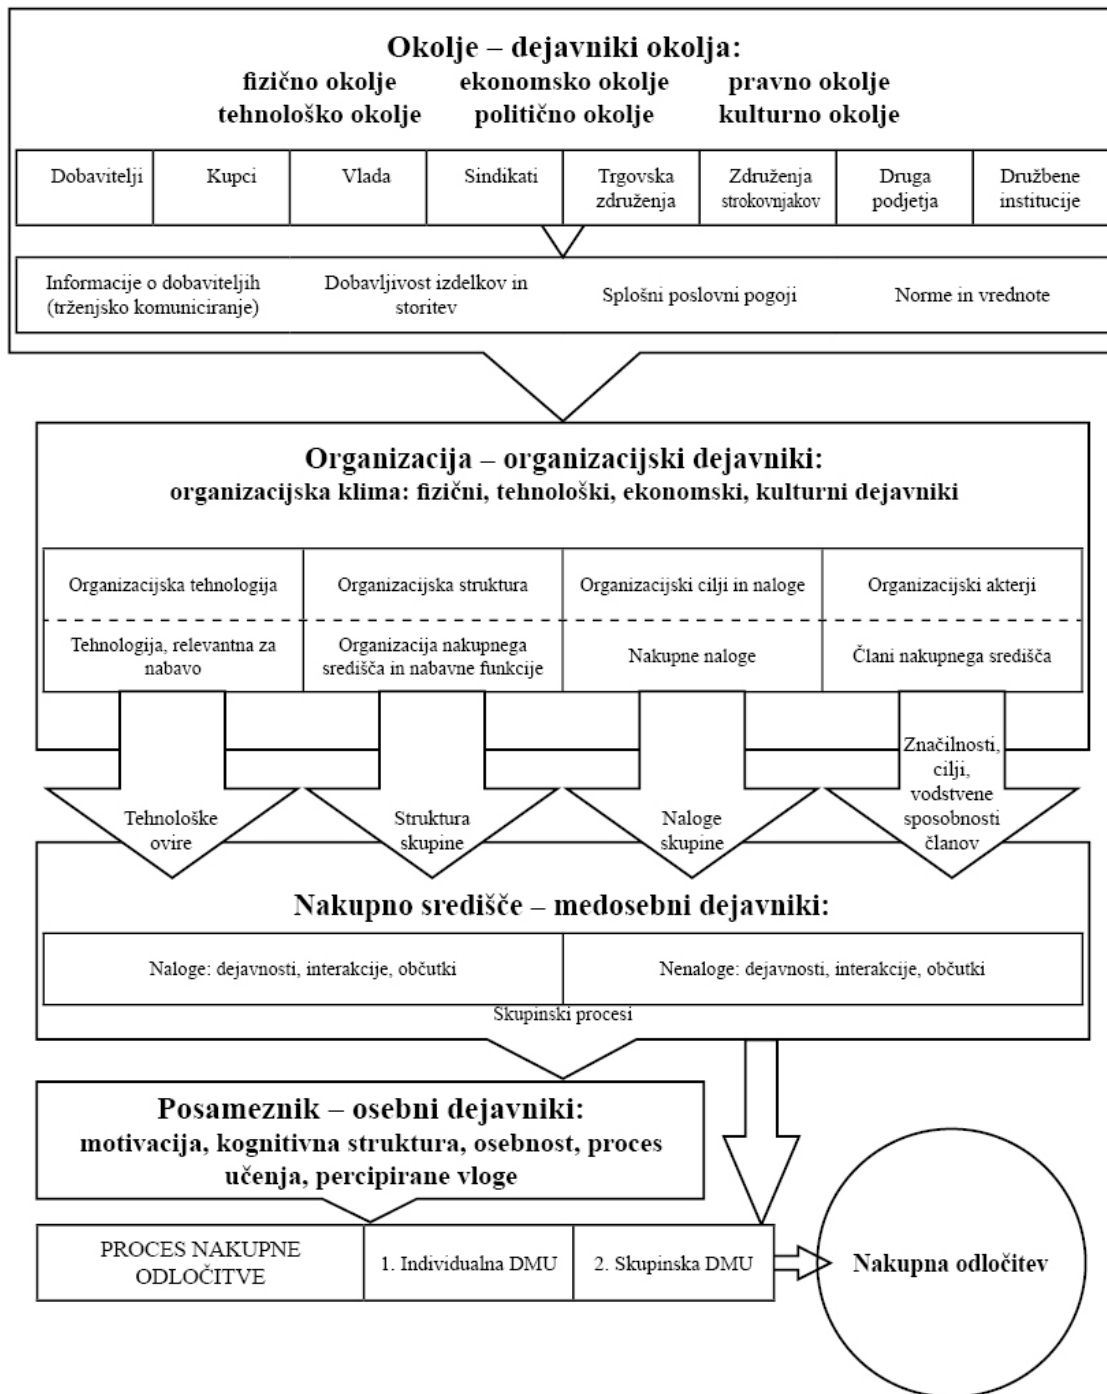 Okolje – dejavniki okolja:
fizično okolje ekonomsko okolje pravno okolje
tehnološko okolje politično okolje kulturno okolje
Dobavitelji
Kupci
Vlada
Sindikati
Trgovska
združenja
Združenja
strokovnjakov
Druga
podjetja
Družbene
institucije
Informacije o dobaviteljih
(trženjsko komuniciranje)
Dobavljivost izdelkov in
storitev
Splošni poslovni pogoji
Norme in vrednote
Organizacija – organizacijski dejavniki:
organizacijska klima: fizični, tehnološki, ekonomski, kulturni dejavniki
Organizacijska tehnologija
Organizacijska struktura
Organizacijski cilji in naloge
Organizacijski akterji
Tehnologija, relevantna za
nabavo
Organizacija nakupnega
središča in nabavne funkcije
Nakupne naloge
Člani nakupnega središča
Tehnološke
ovire
Struktura
skupine
Naloge
skupine
Značilnosti,
cilji,
vodstvene
sposobnosti
članov
Nakupno središče – medosebni dejavniki:
Naloge: dejavnosti, interakcije, občutki
Nenaloge: dejavnosti, interakcije, občutki
Skupinski procesi
Posameznik – osebni dejavniki:
motivacija, kognitivna struktura, osebnost, proces
učenja, percipirane vloge
PROCES NAKUPNE
ODLOČITVE
1. Individualna DMU
2. Skupinska DMU
Nakupna odločitev